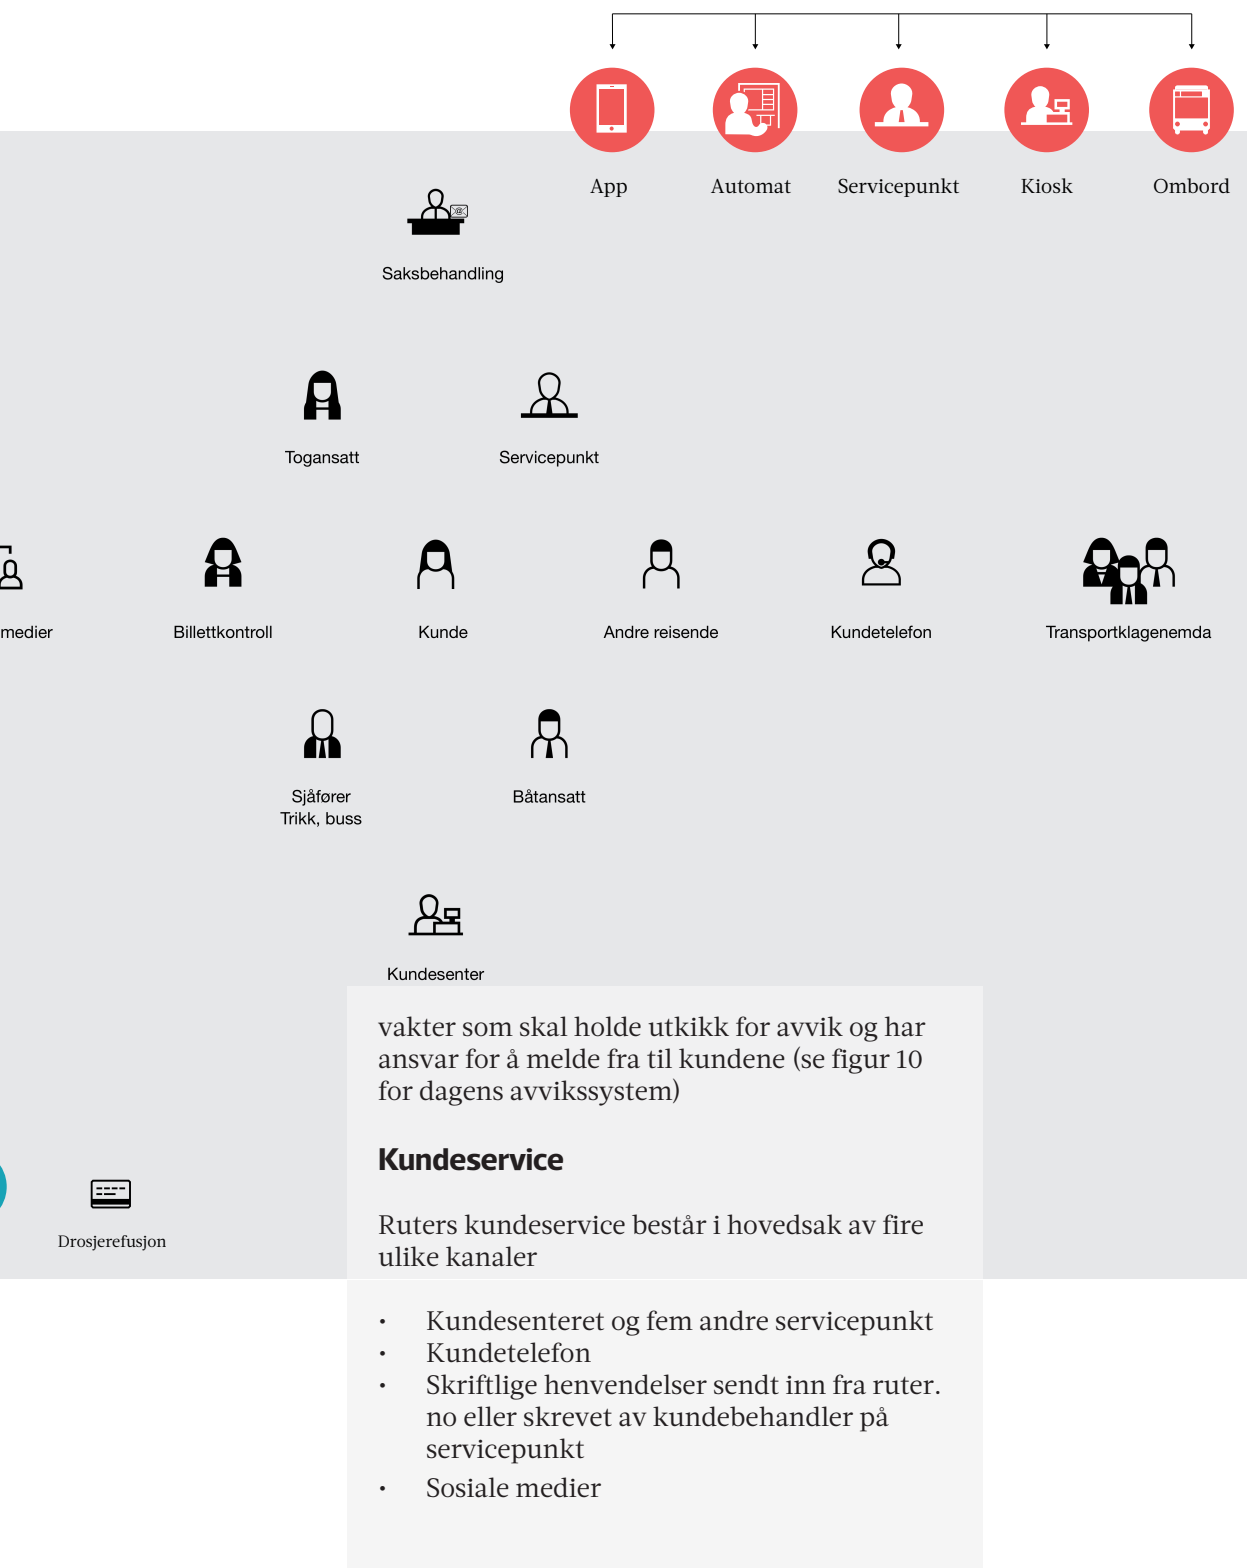 App Automat Servicepunkt Kiosk Ombord
Saksbehandling
Togansatt Servicepunkt
medier Billettkontroll Kunde Andre reisende Kundetelefon Transportklagenemda
Sjåfører Båtansatt
Trikk, buss
Kundesenter
vakter som skal holde utkikk for avvik og har
ansvar for å melde fra til kundene (se figur 10
for dagens avvikssystem)
Kundeservice
Drosjerefusjon
Ruters kundeservice består i hovedsak av fire
ulike kanaler
• Kundesenteret og fem andre servicepunkt
• Kundetelefon
• Skriftlige henvendelser sendt inn fra ruter.
no eller skrevet av kundebehandler på
servicepunkt
• Sosiale medier